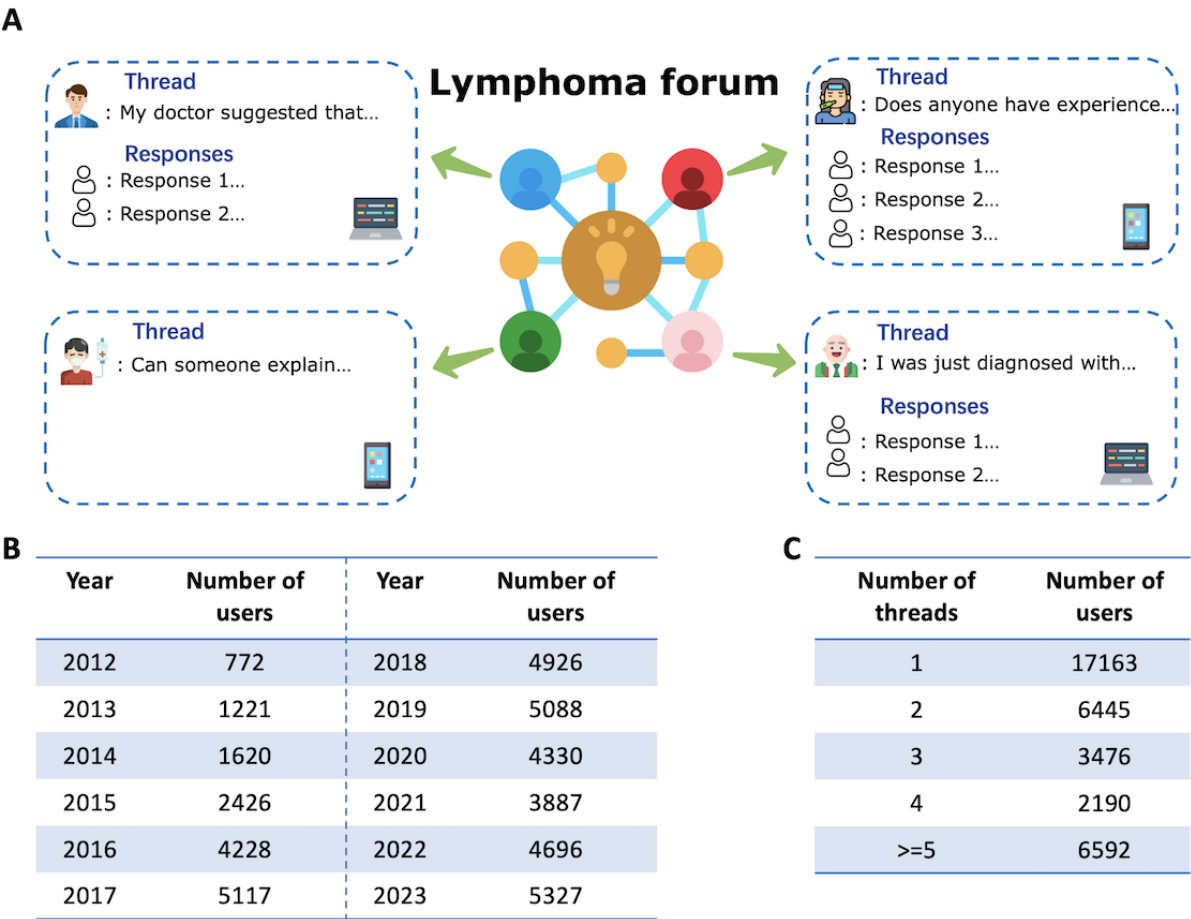 A
Lymphoma forum
Thread
: My doctor suggested that...
Responses
: Response 1...
: Response 2...
Thread
: Does anyone have experience...
Responses
: Response 1...
: Response 2...
: Response 3...
Thread
: Can someone explain...
Thread
: I was just diagnosed with...
Responses
: Response 1...
: Response 2...
B
Year Number of users Year Number of users
2012 772 2018 4926
2013 1221 2019 5088
2014 1620 2020 4330
2015 2426 2021 3887
2016 4228 2022 4696
2017 5117 2023 5327
C
Number of threads Number of users
1 17163
2 6445
3 3476
4 2190
>=5 6592